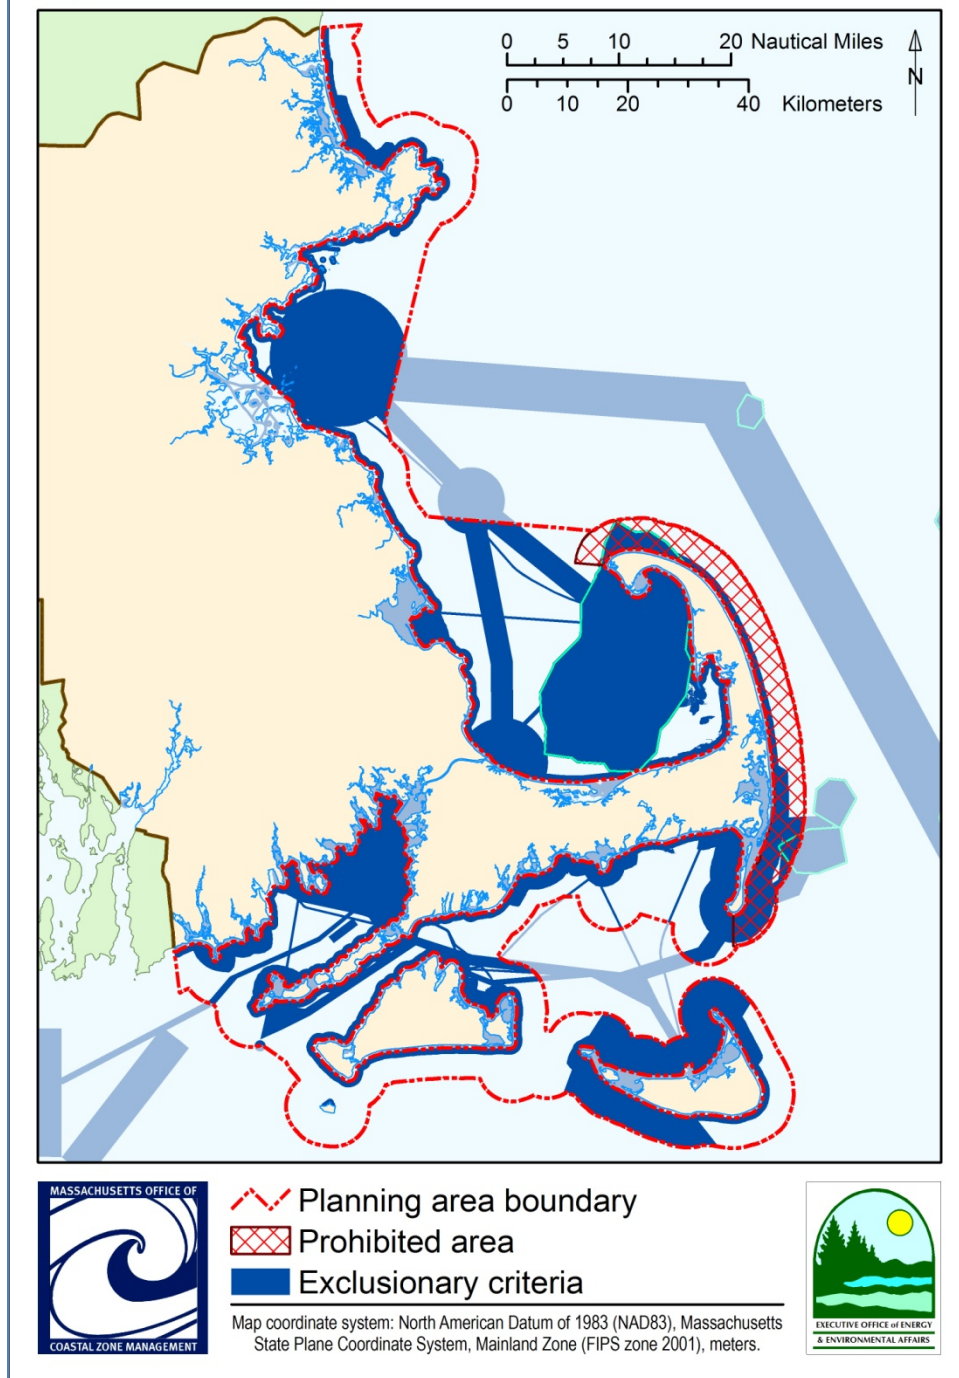 0 5 10 20 Nautical Miles
N
0 10 20 40 Kilometers
MASSACHUSETTS OFFICE OF
COASTAL ZONE MANAGEMENT
Planning area boundary
Prohibited area
Exclusionary criteria
Map coordinate system: North American Datum of 1983 (NAD83), Massachusetts
State Plane Coordinate System, Mainland Zone (FIPS zone 2001), meters.
EXECUTIVE OFFICE of ENERGY
& ENVIRONMENTAL AFFAIRS